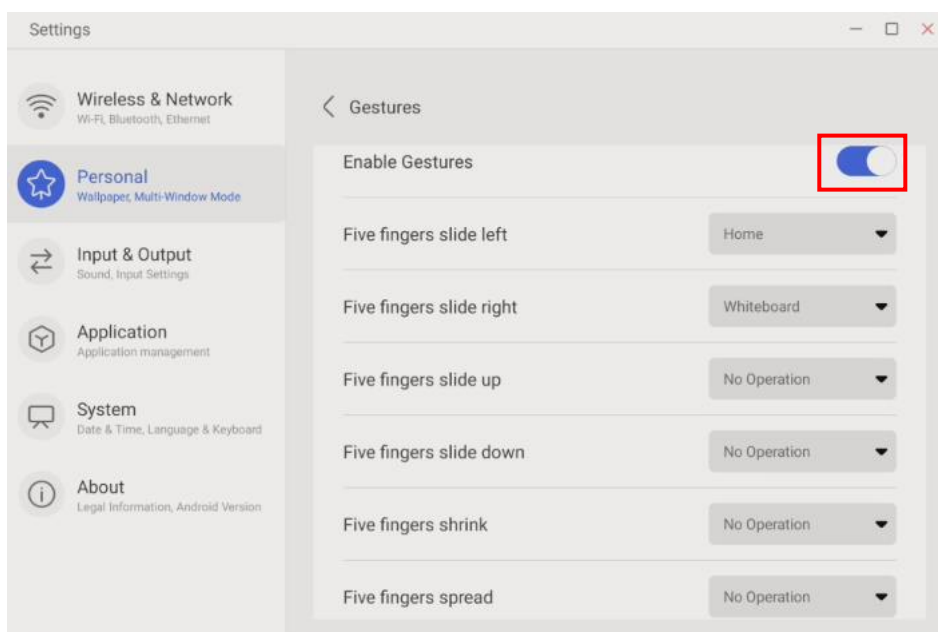 Settings
Wireless & Network
Wi-Fi, Bluetooth, Ethernet
Personal
Wallpaper, Multi-Window Mode
Input & Output
Sound, Input Settings
Application
Application management
System
Date & Time, Language & Keyboard
About
Legal Information, Android Version
Gestures
Enable Gestures
Five fingers slide left
Home
Five fingers slide right
Whiteboard
Five fingers slide up
No Operation
Five fingers slide down
No Operation
Five fingers shrink
No Operation
Five fingers spread
No Operation